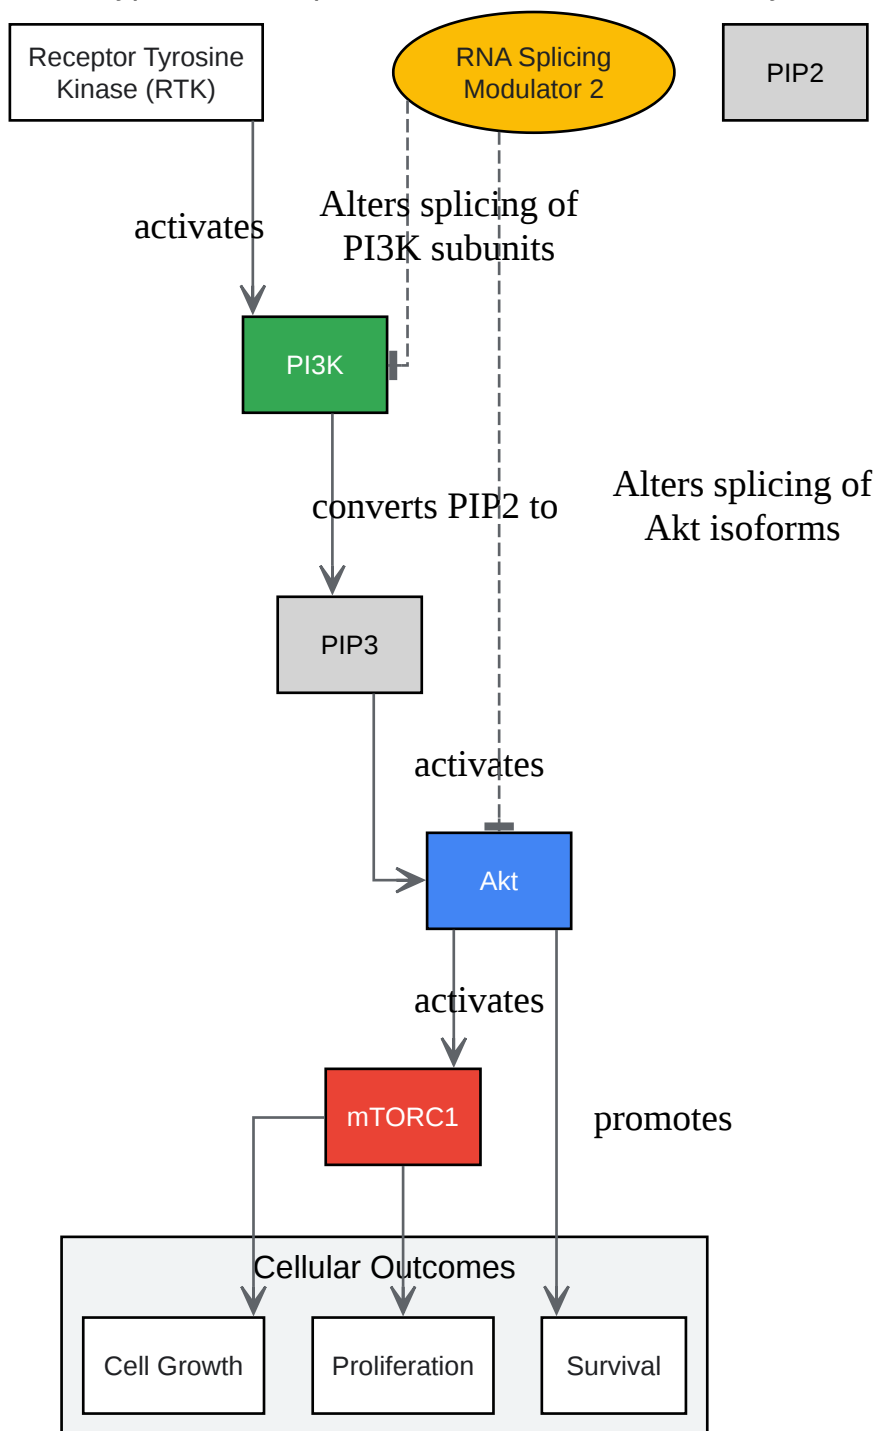 Receptor Tyrosine
Kinase (RTK)
RNA Splicing
Modulator 2
PIP2
activates
Alters splicing of
PI3K subunits
PI3K
converts PIP2 to
Alters splicing of
Akt isoforms
PIP3
activates
Akt
activates
mTORC1
promotes
Cellular Outcomes
Cell Growth
Proliferation
Survival